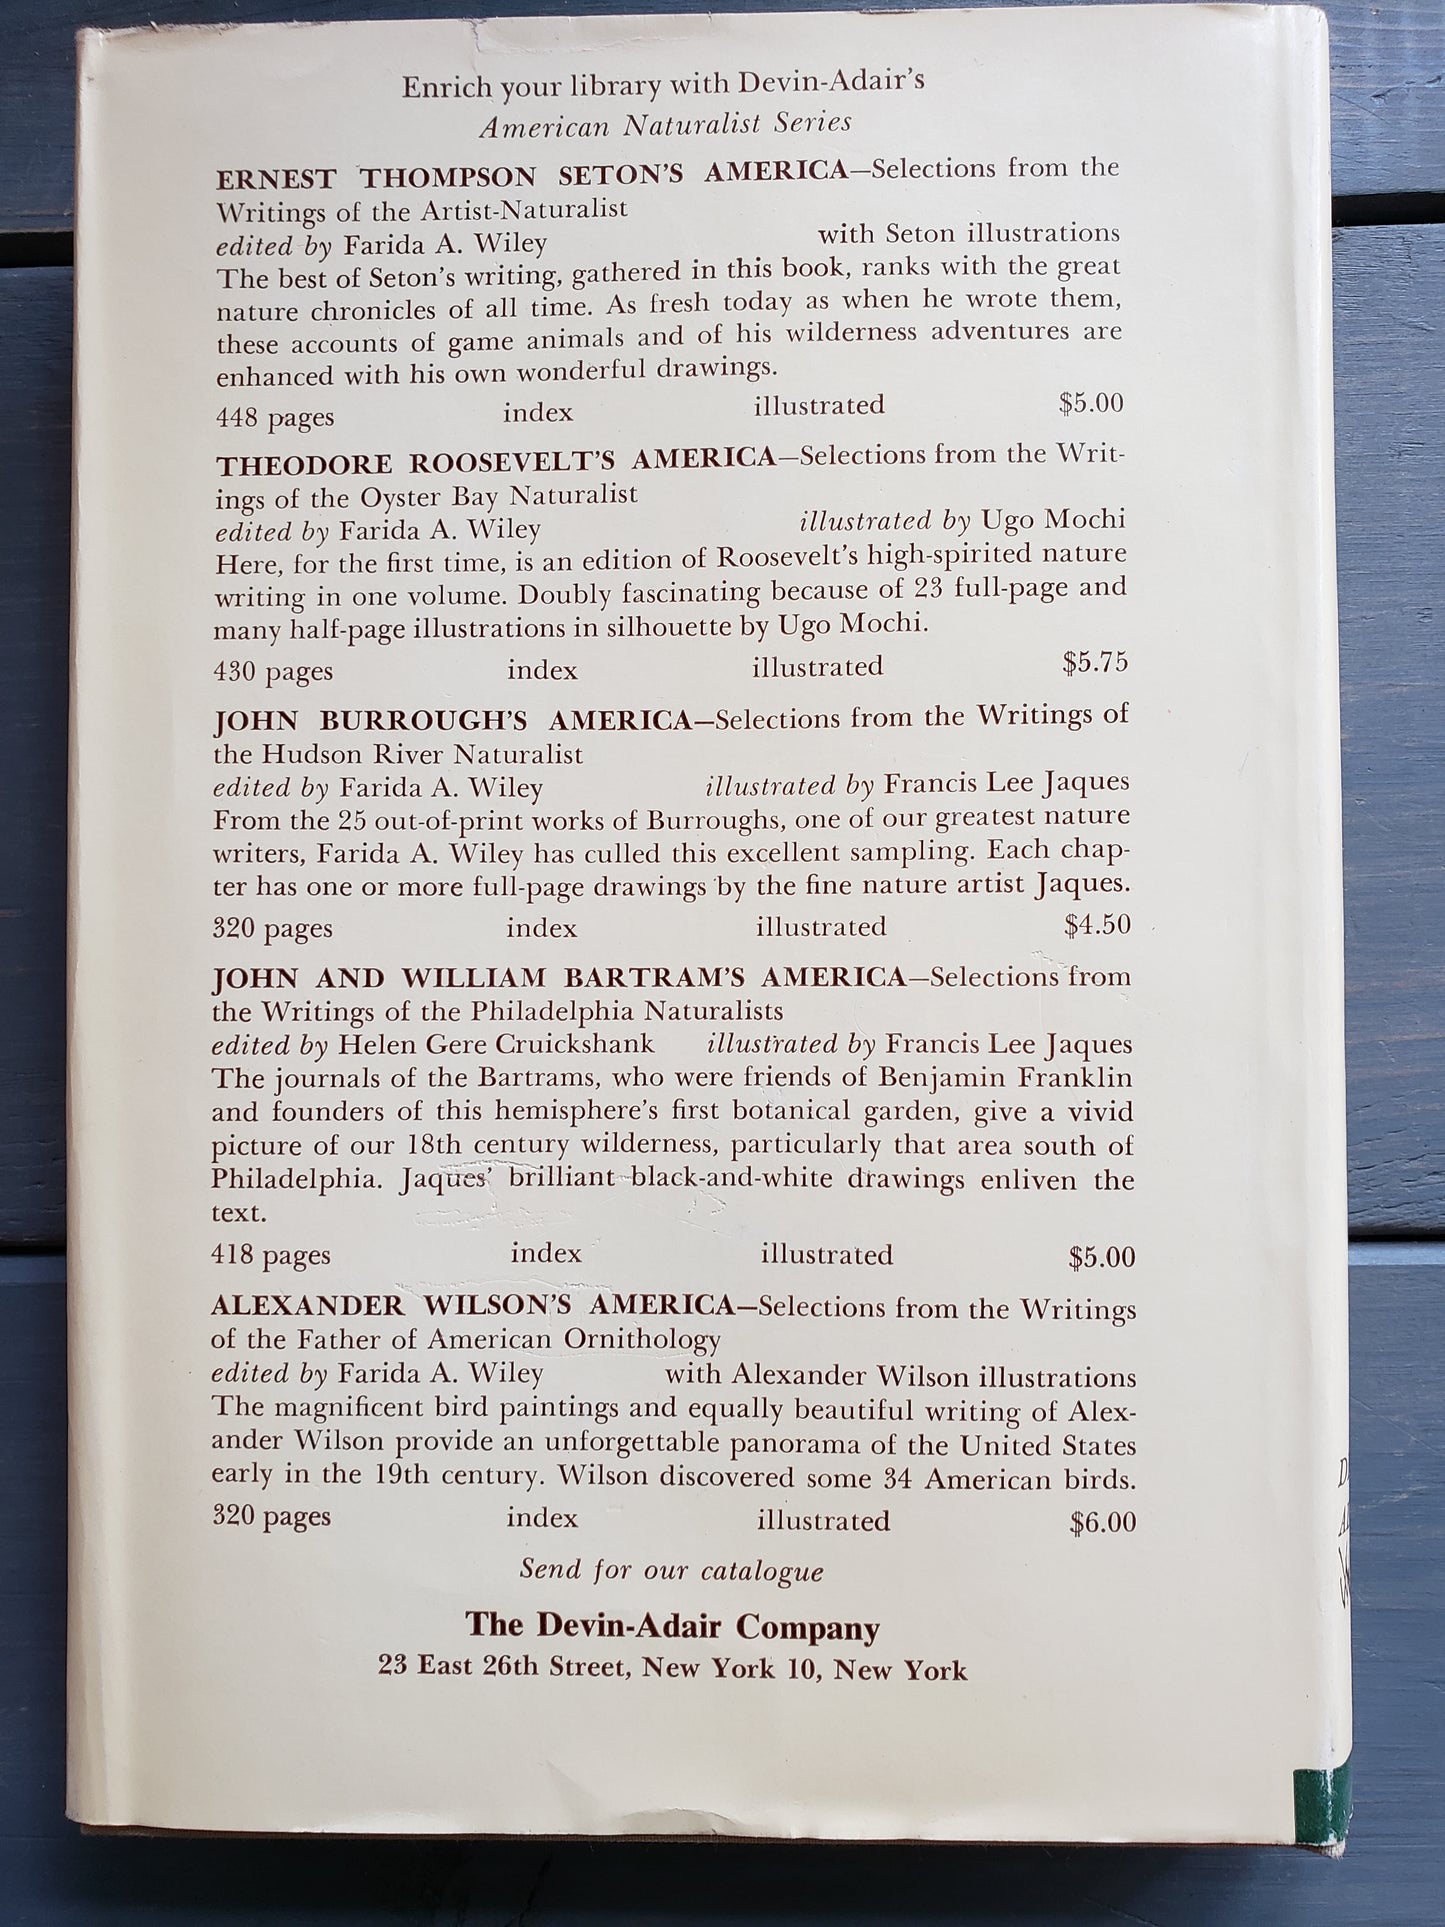 Enrich your library with Devin-Adair's
American Naturalist Series
ERNEST THOMPSON SETON'S AMERICA—Selections from the
Writings of the Artist-Naturalist
edited by Farida A. Wiley with Seton illustrations
The best of Seton's writing, gathered in this book, ranks with the great
nature chronicles of all time. As fresh today as when he wrote them,
these accounts of game animals and of his wilderness adventures are
enhanced with his own wonderful drawings.
448 pages index illustrated $5.00
THEODORE ROOSEVELT'S AMERICA—Selections from the Writ-
ings of the Oyster Bay Naturalist
edited by Farida A. Wiley illustrated by Ugo Mochi
Here, for the first time, is an edition of Roosevelt's high-spirited nature
writing in one volume. Doubly fascinating because of 23 full-page and
many half-page illustrations in silhouette by Ugo Mochi.
430 pages index illustrated $5.75
JOHN BURROUGH'S AMERICA—Selections from the Writings of
the Hudson River Naturalist
edited by Farida A. Wiley illustrated by Francis Lee Jaques
From the 25 out-of-print works of Burroughs, one of our greatest nature
writers, Farida A. Wiley has culled this excellent sampling. Each chap-
ter has one or more full-page drawings by the fine nature artist Jaques.
320 pages index illustrated $4.50
JOHN AND WILLIAM BARTRAM'S AMERICA—Selections from
the Writings of the Philadelphia Naturalists
edited by Helen Gere Cruickshank illustrated by Francis Lee Jaques
The journals of the Bartrams, who were friends of Benjamin Franklin
and founders of this hemisphere's first botanical garden, give a vivid
picture of our 18th century wilderness, particularly that area south of
Philadelphia. Jaques' brilliant black-and-white drawings enliven the
text.
418 pages index illustrated $5.00
ALEXANDER WILSON'S AMERICA—Selections from the Writings
of the Father of American Ornithology
edited by Farida A. Wiley with Alexander Wilson illustrations
The magnificent bird paintings and equally beautiful writing of Alex-
ander Wilson provide an unforgettable panorama of the United States
early in the 19th century. Wilson discovered some 34 American birds.
320 pages index illustrated $6.00
Send for our catalogue
The Devin-Adair Company
23 East 26th Street, New York 10, New York